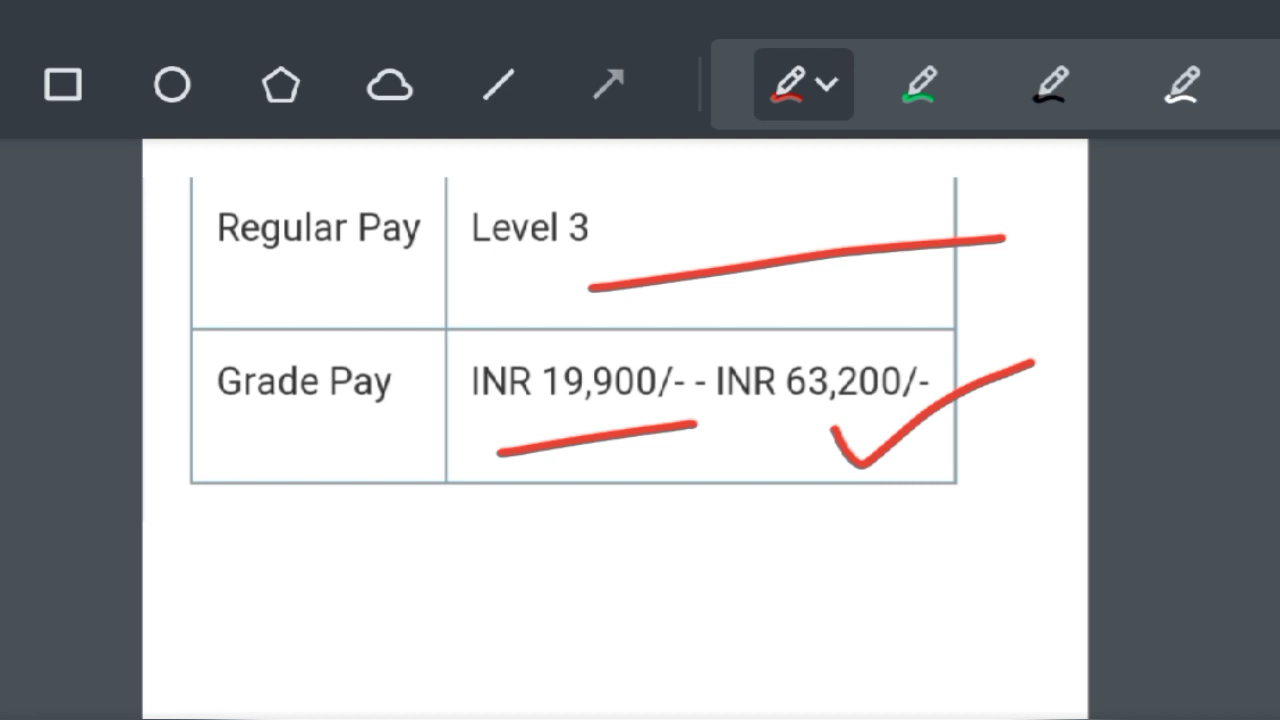 Regular Pay
Level 3
Grade Pay
INR 19,900/- - INR 63,200/-